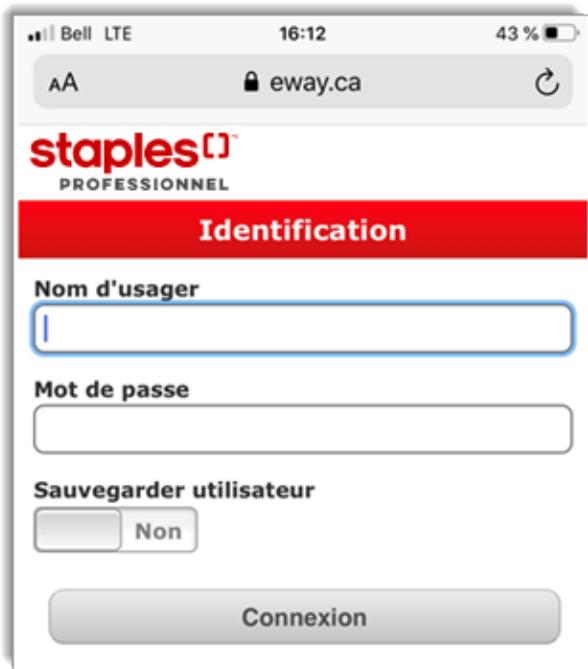 Bell LTE 16:12 43 %
AA eway.ca
staples™
PROFESSIONNEL
Identification
Nom d'usager
Mot de passe
Sauvegarder utilisateur
Non
Connexion